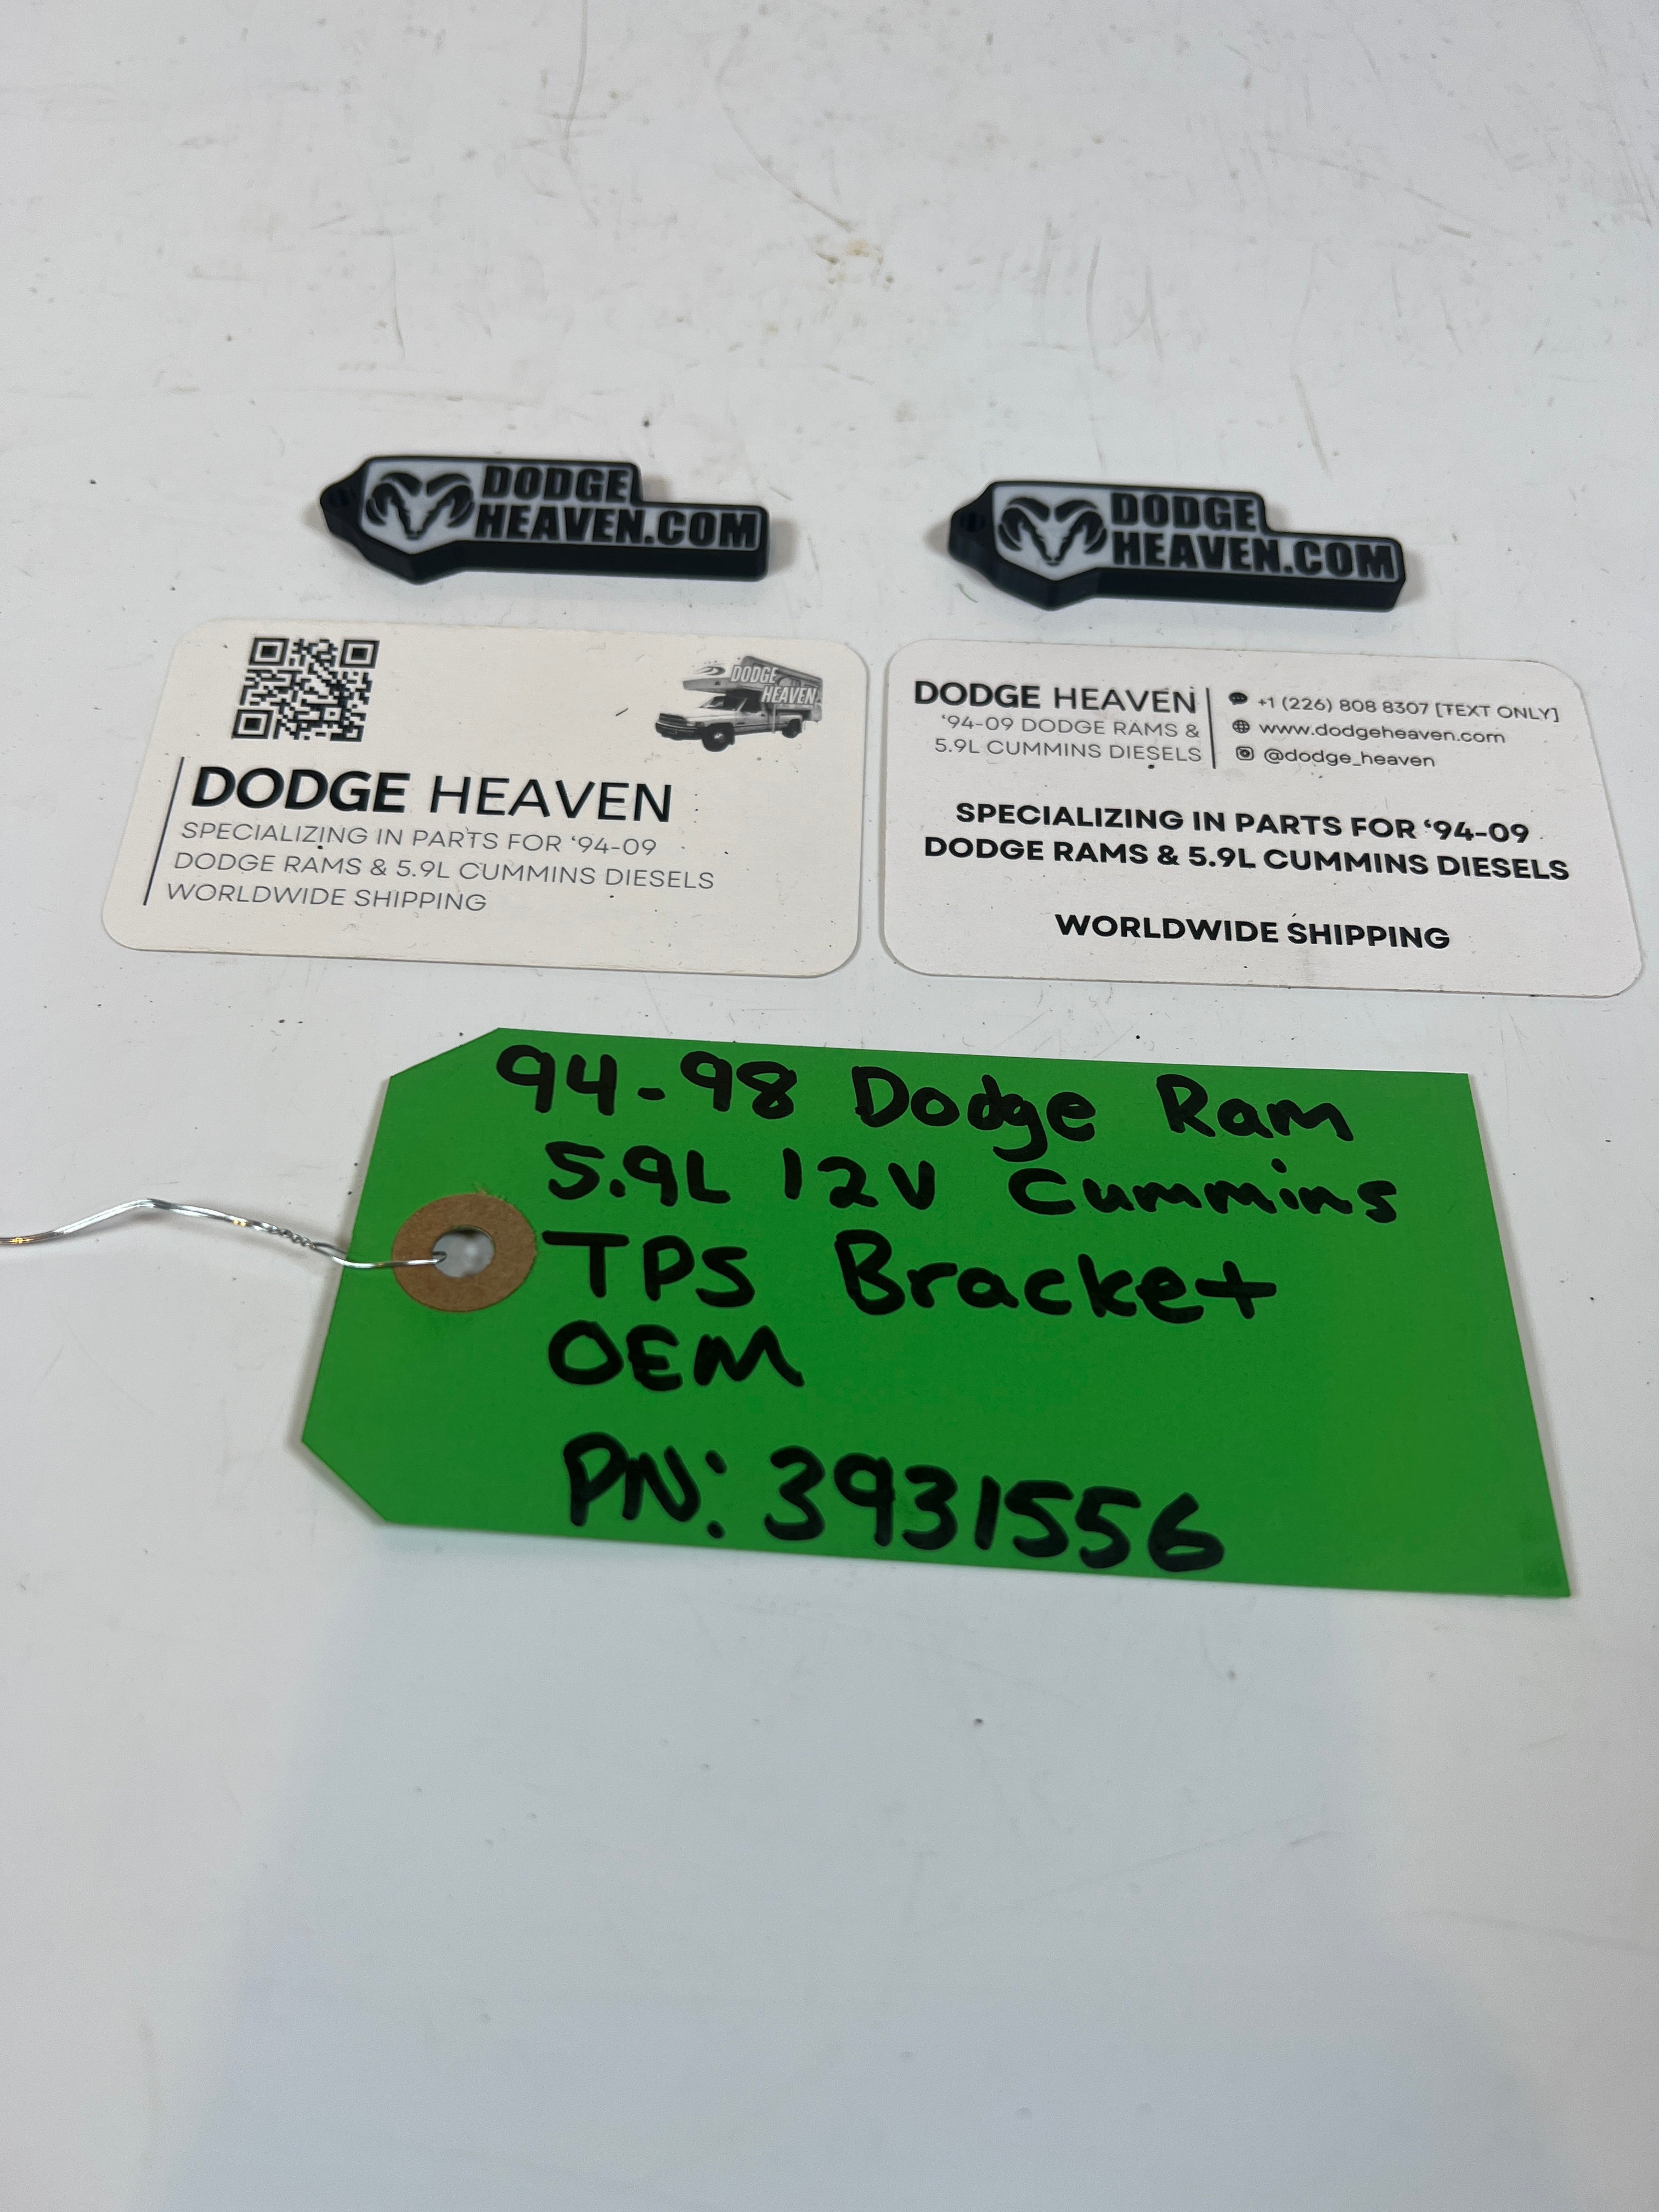 DODGE
HEAVEN.COM
DODGE
HEAVEN.COM
DODGE
HEAVEN
DODGE HEAVEN
SPECIALIZING IN PARTS FOR ‘94-09
DODGE RAMS & 5.9L CUMMINS DIESELS
WORLDWIDE SHIPPING
DODGE HEAVEN
‘94-09 DODGE RAMS &
5.9L CUMMINS DIESELS
+1 (226) 808 8307 [TEXT ONLY]
www.dodgeheaven.com
@dodge_heaven
SPECIALIZING IN PARTS FOR ‘94-09
DODGE RAMS & 5.9L CUMMINS DIESELS
WORLDWIDE SHIPPING
94-98 Dodge Ram
5.9L 12V Cummins
TPS Bracket
OEM
PN: 3931556